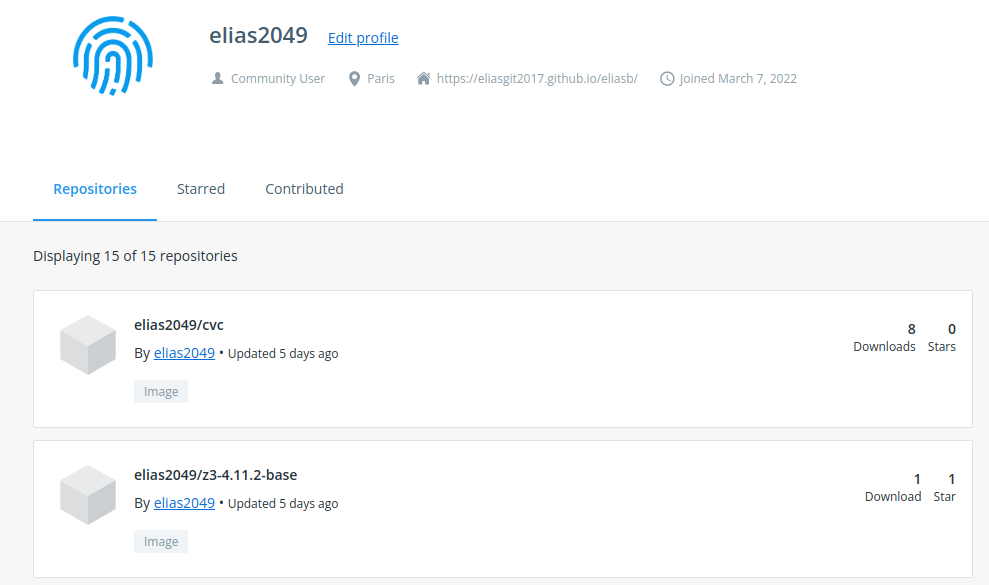 elias2049 Edit profile
Community User Paris https://eliasgit2017.github.io/eliasb/ Joined March 7, 2022
Repositories Starred Contributed
Displaying 15 of 15 repositories
elias2049/cvc
By elias2049 • Updated 5 days ago
Image
8 0
Downloads Stars
elias2049/z3-4.11.2-base
By elias2049 • Updated 5 days ago
Image
1 1
Download Star